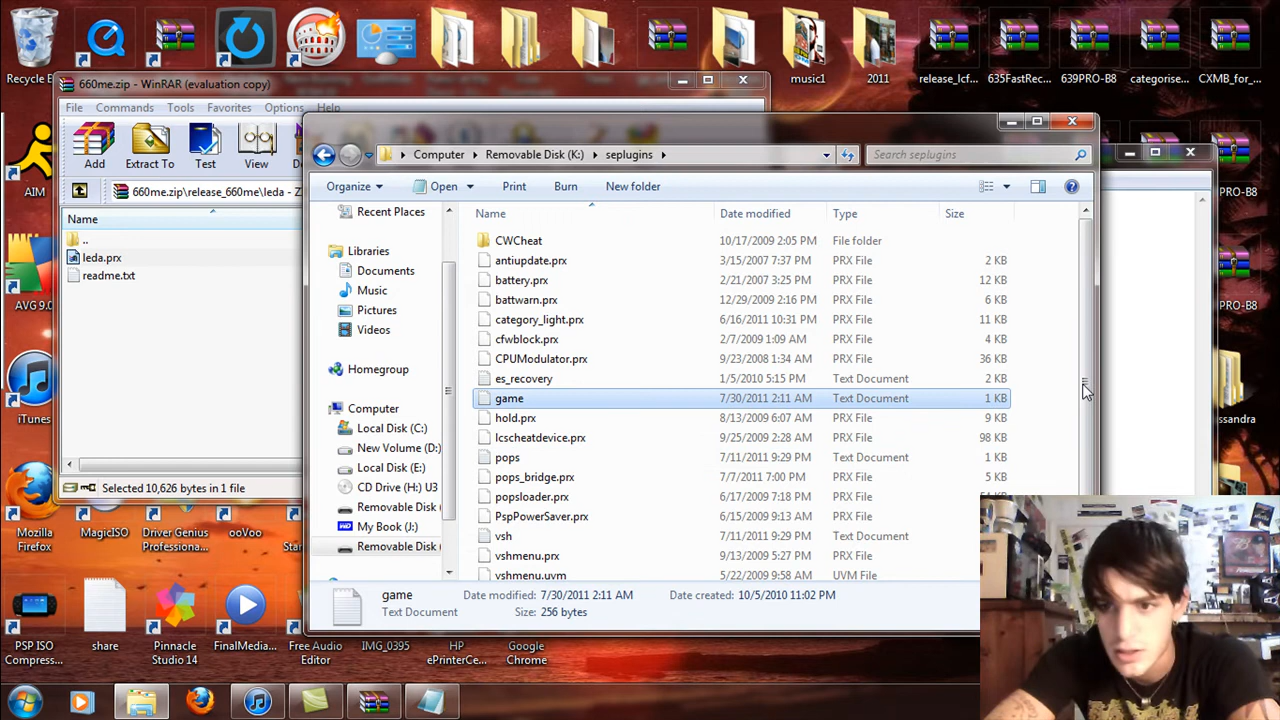 Recycle B
music1
2011
release_lcf...
635FastRec...
639PRO-B8
categorise...
CXMB_for_...
660me.zip - WinRAR (evaluation copy)
File Commands Tools Favorites Options Help
Add Extract To Test View
660me.zip\release_660me\leda - Z
Name
..
leda.prx
readme.txt
Selected 10,626 bytes in 1 file
Computer Removable Disk (K:) seplugins
Search seplugins
Organize Open Print Burn New folder
Recent Places
Libraries
Documents
Music
Pictures
Videos
Homegroup
Computer
Local Disk (C:)
New Volume (D:)
Local Disk (E:)
CD Drive (H:) U3
Removable Disk
My Book (J:)
Removable Disk
Name Date modified Type Size
CWCheat 10/17/2009 2:05 PM File folder
antiupdate.prx 3/15/2007 7:37 PM PRX File 2 KB
battery.prx 2/21/2007 3:25 PM PRX File 12 KB
battwarn.prx 12/29/2009 2:16 PM PRX File 6 KB
category_light.prx 6/16/2011 10:31 PM PRX File 11 KB
cfwblock.prx 2/7/2009 1:09 AM PRX File 4 KB
CPUModulator.prx 9/23/2008 1:34 AM PRX File 36 KB
es_recovery 1/5/2010 5:15 PM Text Document 2 KB
game 7/30/2011 2:11 AM Text Document 1 KB
hold.prx 8/13/2009 6:07 AM PRX File 9 KB
lcscheatdevice.prx 9/25/2009 2:28 AM PRX File 98 KB
pops 7/11/2011 9:29 PM Text Document 1 KB
pops_bridge.prx 7/7/2011 7:00 PM PRX File 5 KB
popsloader.prx 6/17/2009 7:18 PM PRX File
PspPowerSaver.prx 6/15/2009 9:13 AM PRX File
vsh 7/11/2011 9:29 PM Text Document
vshmenu.prx 9/13/2009 5:27 PM PRX File
vshmenu.uvm 5/22/2009 9:58 AM UVM File
game Date modified: 7/30/2011 2:11 AM Date created: 10/5/2010 11:02 PM
Text Document Size: 256 bytes
AIM
AVG 9.0
iTunes
Mozilla Firefox
MagicISO
Driver Genius Professiona...
ooVoo
Star
PRO-B8
PRO-B8
cassandra
PSP ISO Compress...
share
Pinnacle Studio 14
FinalMedia
Free Audio Editor
IMG_0395
HP ePrinterCe...
Google Chrome